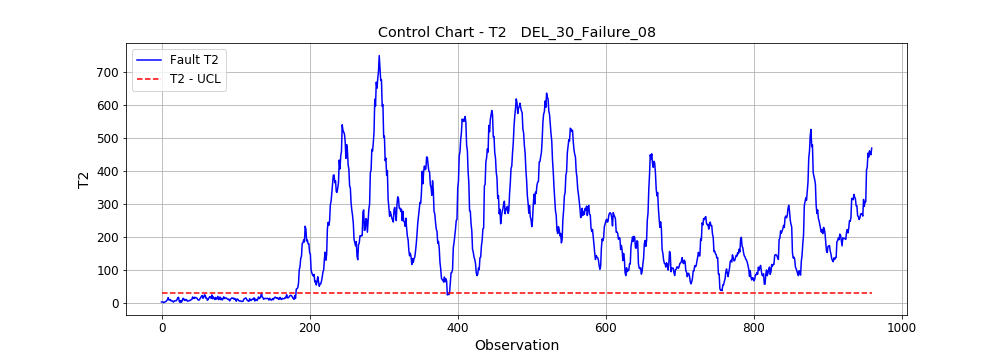 Control Chart - T2   DEL_30_Failure_08
Fault T2
T2 - UCL
700
600
500
400
300
200
100
0
T2
0 200 400 600 800 1000
Observation